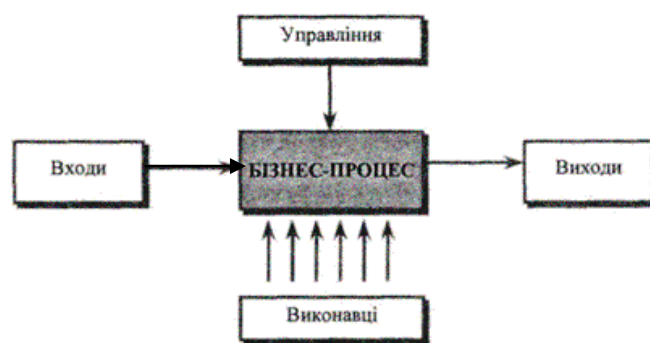 Управління
Входи
БІЗНЕС-ПРОЦЕС
Виходи
Виконавці